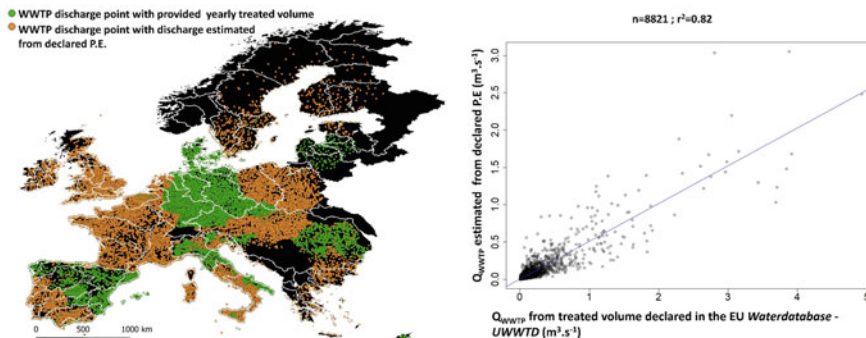 WWTP discharge point with provided yearly treated volume
WWTP discharge point with discharge estimated
from declared P.E.
0 500 1000 km
n=8821 ; r²=0.82
Q_WWTP estimated from declared P.E (m³.s⁻¹)
3.0
2.5
2.0
1.5
1.0
0.5
0.0
0 1 2 3 4 5
Q_WWTP from treated volume declared in the EU Waterdatabase -
UWWTD (m³.s⁻¹)